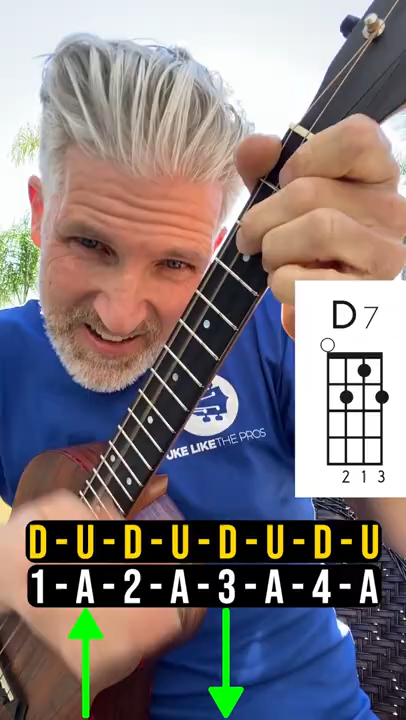 D7
2 1 3
UKE LIKE THE PROS
D-U-D-U-D-U-D-U
1-A-2-A-3-A-4-A